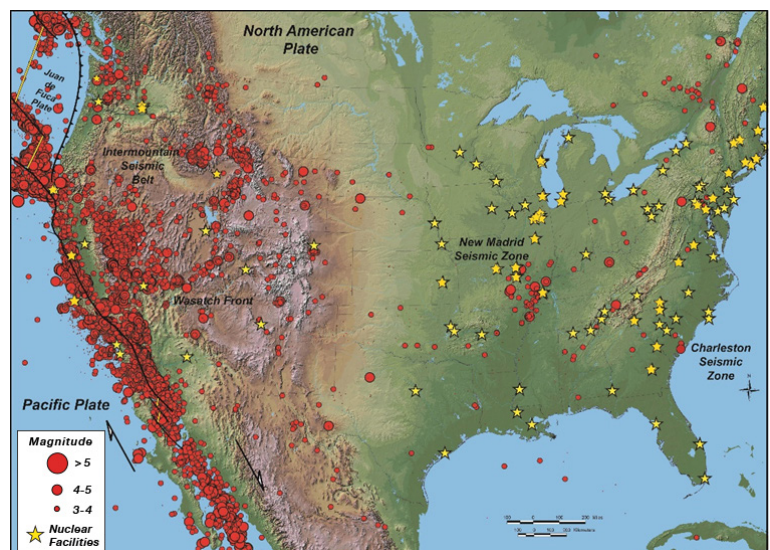 North American
Plate
Juan
de
Fuca
Plate
Intermountain
Seismic
Belt
New Madrid
Seismic Zone
Wasatch Front
Charleston
Seismic
Zone
Pacific Plate
N
Magnitude
> 5
4-5
3-4
Nuclear
Facilities